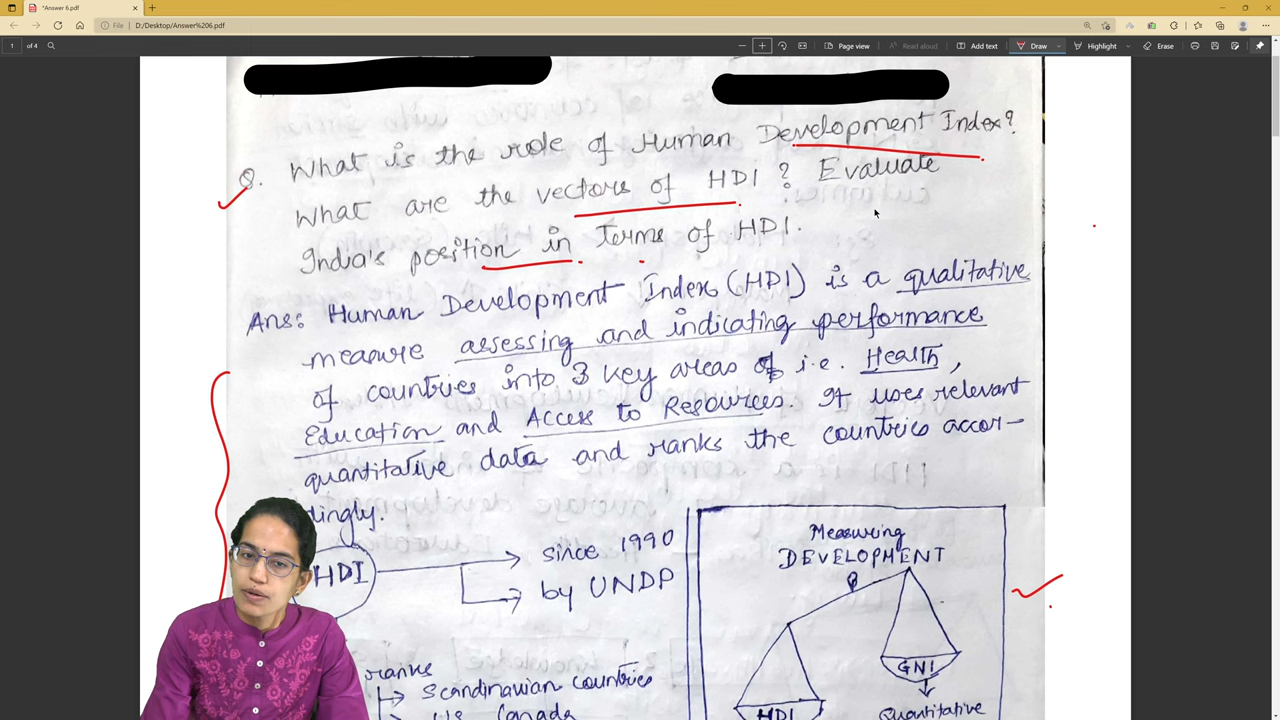 *Answer 6.pdf
File | D:/Desktop/Answer%206.pdf
1 of 4
Page view
Read aloud
Add text
Draw
Highlight
Erase
Q. What is the role of Human Development Index?
What are the vectors of HDI? Evaluate
India's position in terms of HDI.
Ans: Human Development Index (HDI) is a qualitative
measure assessing and indicating performance
of countries into 3 key areas of i.e. Health,
Education and Access to Resources. It uses relevant
quantitative data and ranks the countries accor-
dingly.
HDI
since 1990
by UNDP
ranks
Scandinavian countries
US Canada
Measuring
DEVELOPMENT
GNI
HDI
Quantitative